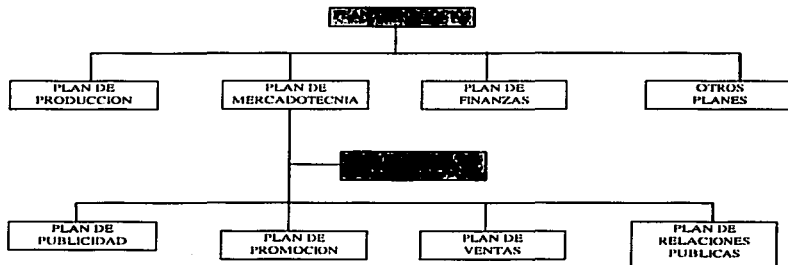 PLAN DE
PRODUCCION
PLAN DE
MERCADOTECNIA
PLAN DE
FINANZAS
OTROS
PLANES
PLAN DE
PUBLICIDAD
PLAN DE
PROMOCION
PLAN DE
VENTAS
PLAN DE
RELACIONES
PUBLICAS